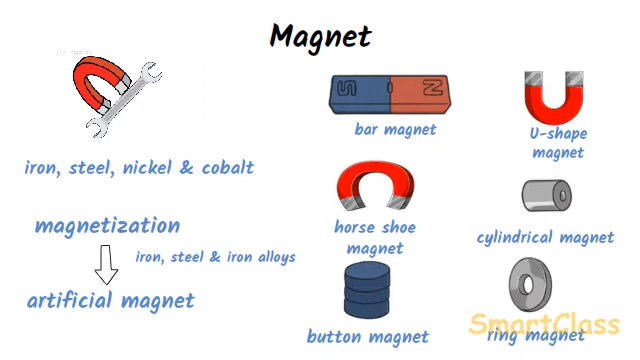 Magnet
iron, steel, nickel & cobalt
magnetization
iron, steel & iron alloys
artificial magnet
S N
bar magnet
U-shape
magnet
horse shoe
magnet
cylindrical magnet
button magnet
ring magnet
SmartClass